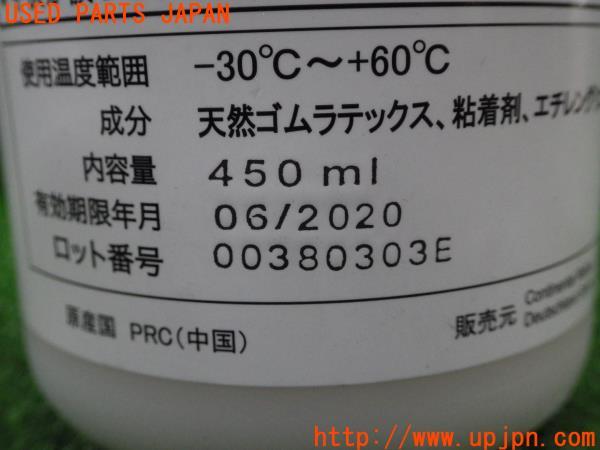 USED PARTS JAPAN
使用温度範囲 -30℃～+60℃
成分 天然ゴムラテックス、粘着剤、エチレング
内容量 450 ml
有効期限年月 06/2020
ロット番号 00380303E
原産国 PRC(中国)
販売元 Continental
Deutschland
http://www.upjpn.com/